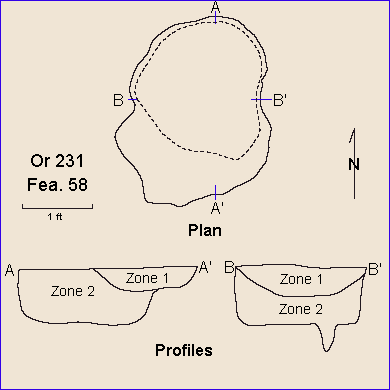 A
B
B'
Or 231
Fea. 58
1 ft
N
A'
Plan
A
A'
Zone 1
Zone 2
B
B'
Zone 1
Zone 2
Profiles